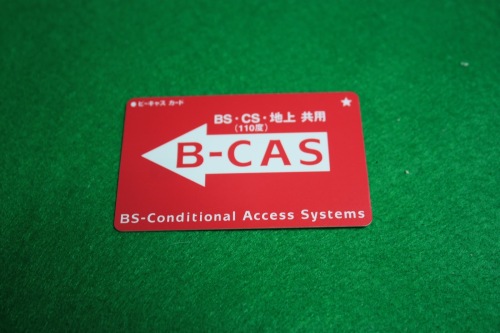 ● ビーキャス カード ★
BS・CS・地上 共用
(110度)
B-CAS
BS-Conditional Access Systems